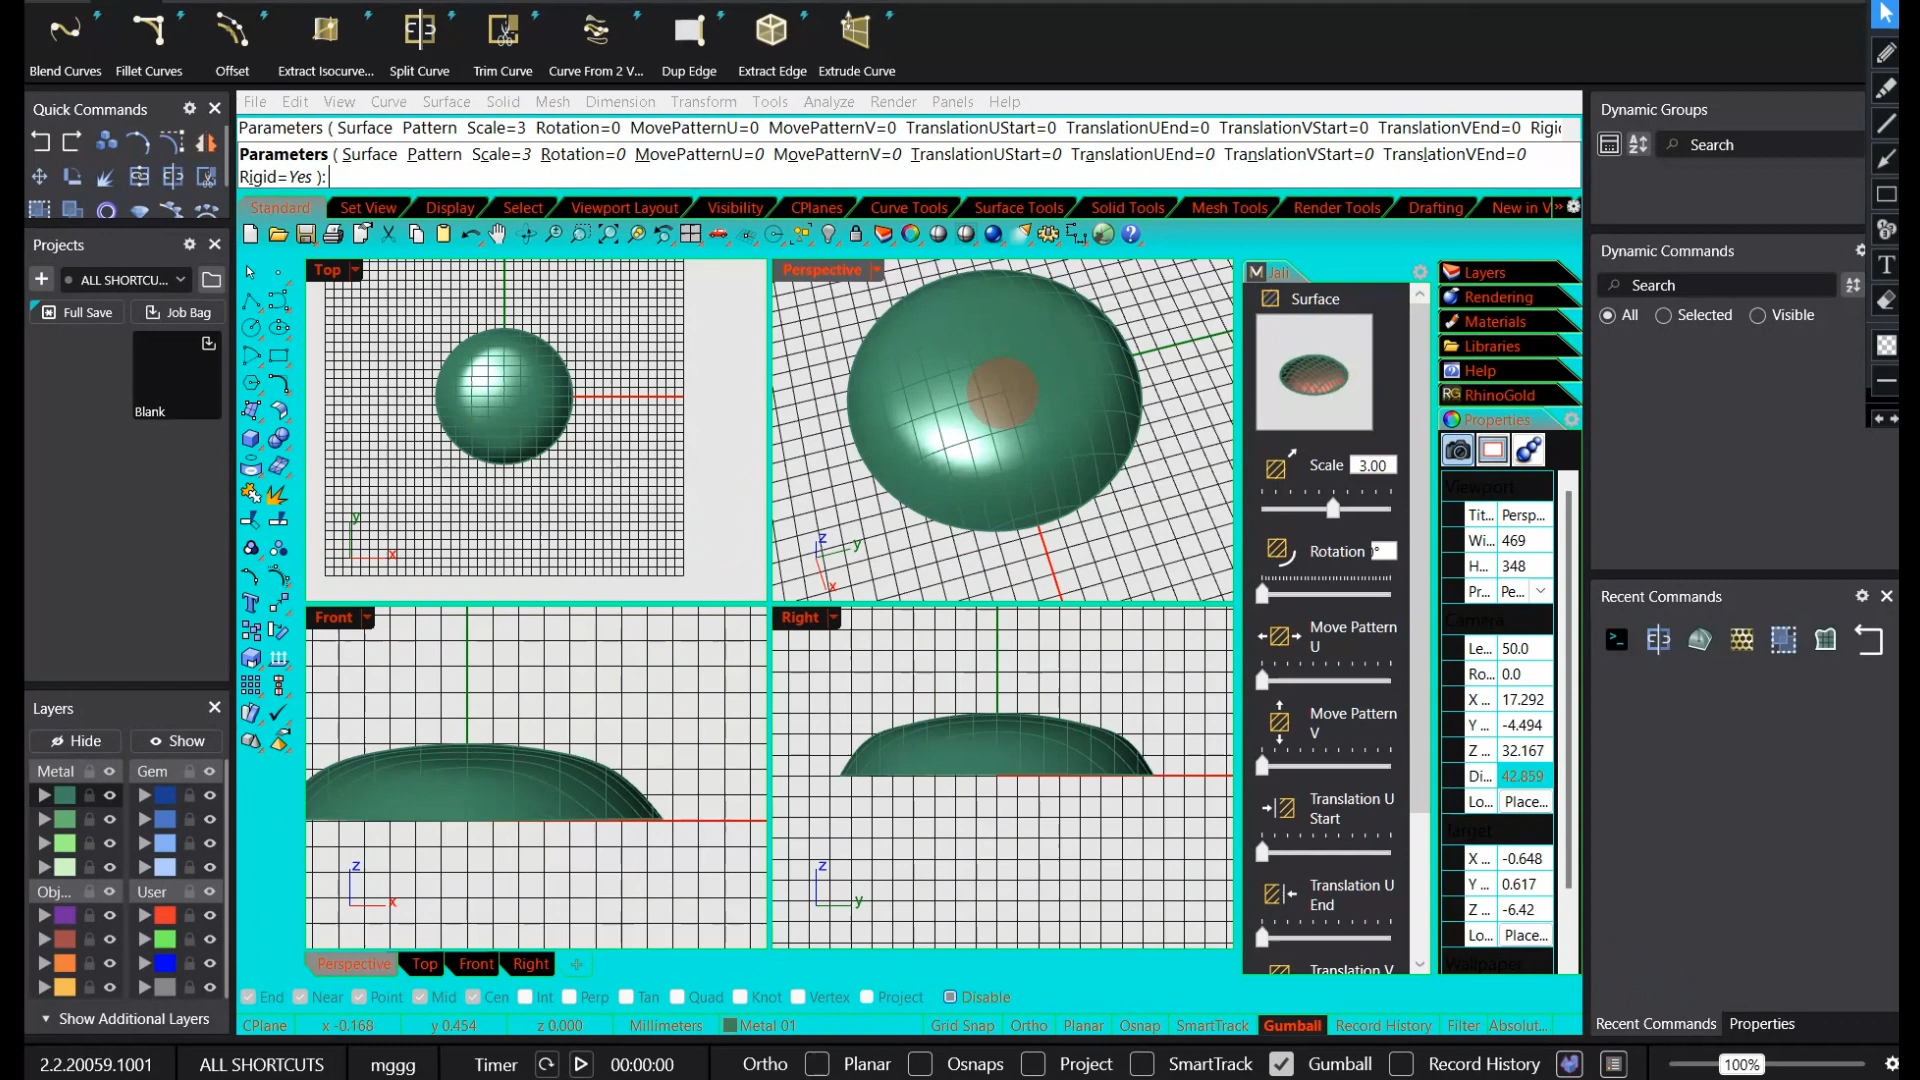 Blend Curves Fillet Curves Offset Extract Isocurve... Split Curve Trim Curve Curve From 2 V... Dup Edge Extract Edge Extrude Curve
Quick Commands
Projects
ALL SHORTCU...
Full Save Job Bag
Blank
Layers
Hide Show
Metal Gem
Obj... User
Show Additional Layers
File Edit View Curve Surface Solid Mesh Dimension Transform Tools Analyze Render Panels Help
Parameters ( Surface Pattern Scale=3 Rotation=0 MovePatternU=0 MovePatternV=0 TranslationUStart=0 TranslationUEnd=0 TranslationVStart=0 TranslationVEnd=0
Parameters ( Surface Pattern Scale=3 Rotation=0 MovePatternU=0 MovePatternV=0 TranslationUStart=0 TranslationUEnd=0 TranslationVStart=0 TranslationVEnd=0
Rigid=Yes ):
Standard Set View Display Select Viewport Layout Visibility CPlanes Curve Tools Surface Tools Solid Tools Mesh Tools Render Tools Drafting New in V »
Top
y
x
Perspective
z
y
x
Front
z
x
Right
z
y
Perspective Top Front Right
End Near Point Mid Cen Int Perp Tan Quad Knot Vertex Project Disable
CPlane x -0.168 y 0.454 z 0.000 Millimeters Metal 01 Grid Snap Ortho Planar Osnap SmartTrack Gumball Record History Filter Absolut...
Jali
Surface
Scale 3.00
Rotation
Move Pattern
U
Move Pattern
V
Translation U
Start
Translation U
End
Translation V
Layers
Rendering
Materials
Libraries
Help
RhinoGold
Properties
Viewport
Tit... Persp...
Wi... 469
H... 348
Pr... Pe...
Camera
Le... 50.0
Ro... 0.0
X ... 17.292
Y ... -4.494
Z ... 32.167
Di... 42.859
Lo... Place...
Target
X ... -0.648
Y ... 0.617
Z ... -6.42
Lo... Place...
Wallpaper
Dynamic Groups
Search
Dynamic Commands
Search
All Selected Visible
Recent Commands
Recent Commands Properties
2.2.20059.1001 ALL SHORTCUTS mggg Timer 00:00:00 Ortho Planar Osnaps Project SmartTrack Gumball Record History 100%